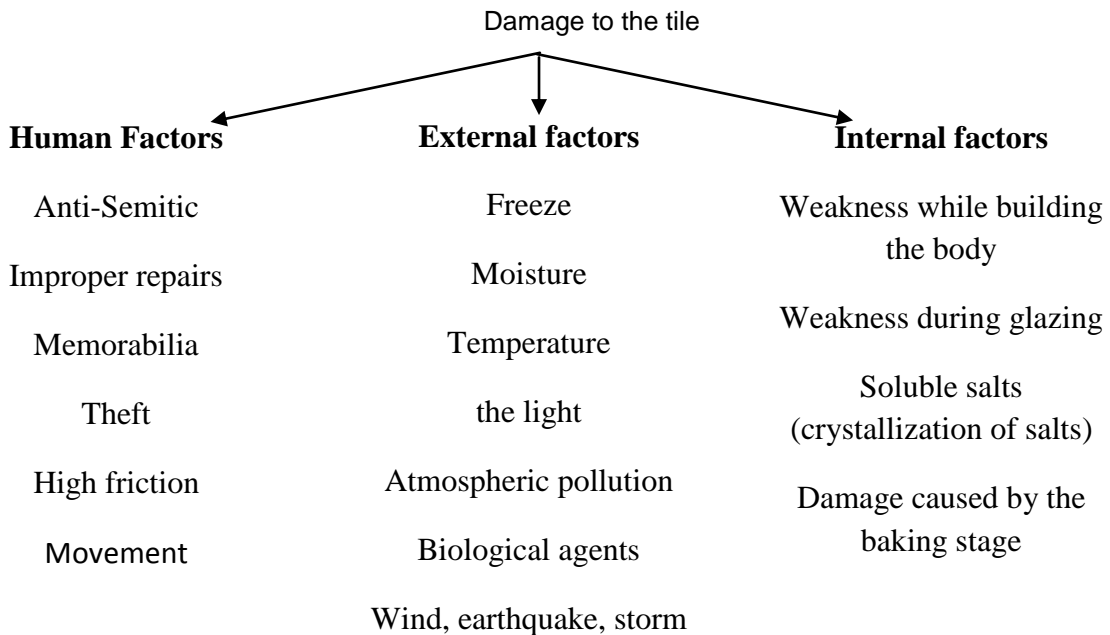 Damage to the tile
Human Factors
Anti-Semitic
Improper repairs
Memorabilia
Theft
High friction
Movement
External factors
Freeze
Moisture
Temperature
the light
Atmospheric pollution
Biological agents
Wind, earthquake, storm
Internal factors
Weakness while building
the body
Weakness during glazing
Soluble salts
(crystallization of salts)
Damage caused by the
baking stage